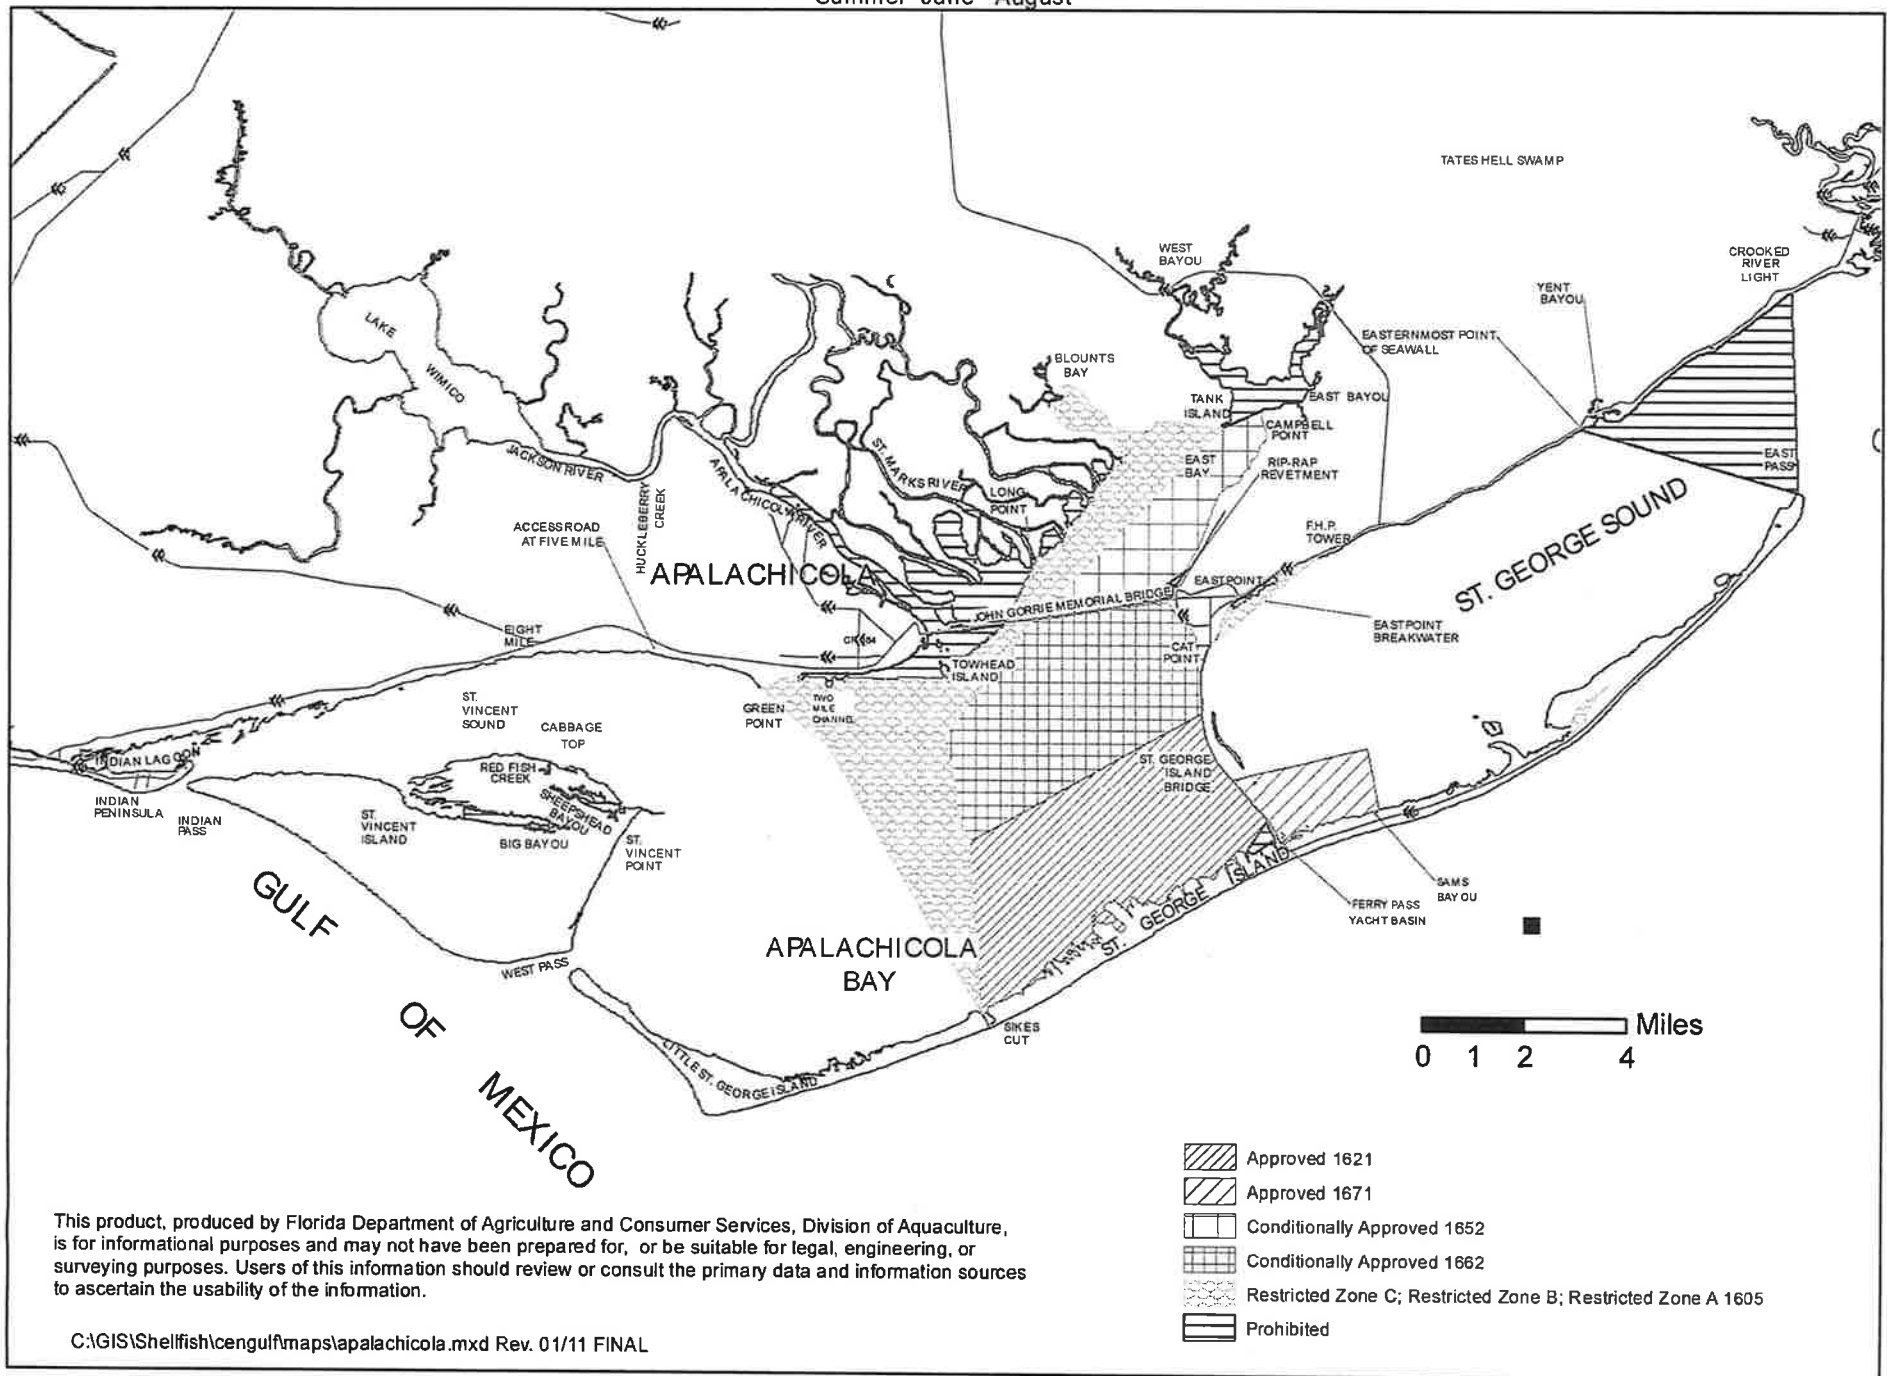 Summer June August
TATES HELL SWAMP
WEST
BAYOU
CROOKED
RIVER
LIGHT
YENT
BAYOU
LAKE
WIMICO
EASTERNMOST POINT
OF SEAWALL
BLOUNTS
BAY
TANK
ISLAND
EAST BAYOU
CAMPBELL
POINT
EAST
BAY
RIP-RAP
REVETMENT
EAST
PASS
JACKSON RIVER
APALACHICOLA RIVER
ST. MARKS RIVER
LONG
POINT
HUCKLEBERRY
CREEK
ACCESS ROAD
AT FIVE MILE
F.H.P.
TOWER
ST. GEORGE SOUND
APALACHICOLA
EASTPOINT
JOHN GORRIE MEMORIAL BRIDGE
EASTPOINT
BREAKWATER
EIGHT
MILE
CAT
POINT
TOWHEAD
ISLAND
ST.
VINCENT
SOUND
GREEN
POINT
TWO
MILE
CHANNEL
CABBAGE
TOP
INDIAN LAGOON
RED FISH
CREEK
SHEEPSHEAD
BAYOU
ST. GEORGE
ISLAND
BRIDGE
INDIAN
PENINSULA
INDIAN
PASS
ST.
VINCENT
ISLAND
BIG BAYOU
ST.
VINCENT
POINT
GULF
OF
MEXICO
SAMS
BAYOU
FERRY PASS
YACHT BASIN
ST. GEORGE ISLAND
APALACHICOLA
BAY
WEST PASS
SIKES
CUT
LITTLE ST. GEORGE ISLAND
Miles
0 1 2 4
Approved 1621
Approved 1671
Conditionally Approved 1652
Conditionally Approved 1662
Restricted Zone C; Restricted Zone B; Restricted Zone A 1605
Prohibited
This product, produced by Florida Department of Agriculture and Consumer Services, Division of Aquaculture,
is for informational purposes and may not have been prepared for, or be suitable for legal, engineering, or
surveying purposes. Users of this information should review or consult the primary data and information sources
to ascertain the usability of the information.
C:\GIS\Shellfish\cengulf\maps\apalachicola.mxd Rev. 01/11 FINAL